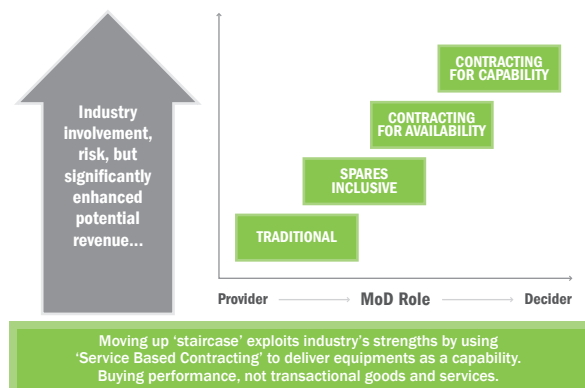 Industry
involvement,
risk, but
significantly
enhanced
potential
revenue...
CONTRACTING
FOR CAPABILITY
CONTRACTING
FOR AVAILABILITY
SPARES
INCLUSIVE
TRADITIONAL
Provider MoD Role Decider
Moving up ‘staircase’ exploits industry’s strengths by using
‘Service Based Contracting’ to deliver equipments as a capability.
Buying performance, not transactional goods and services.